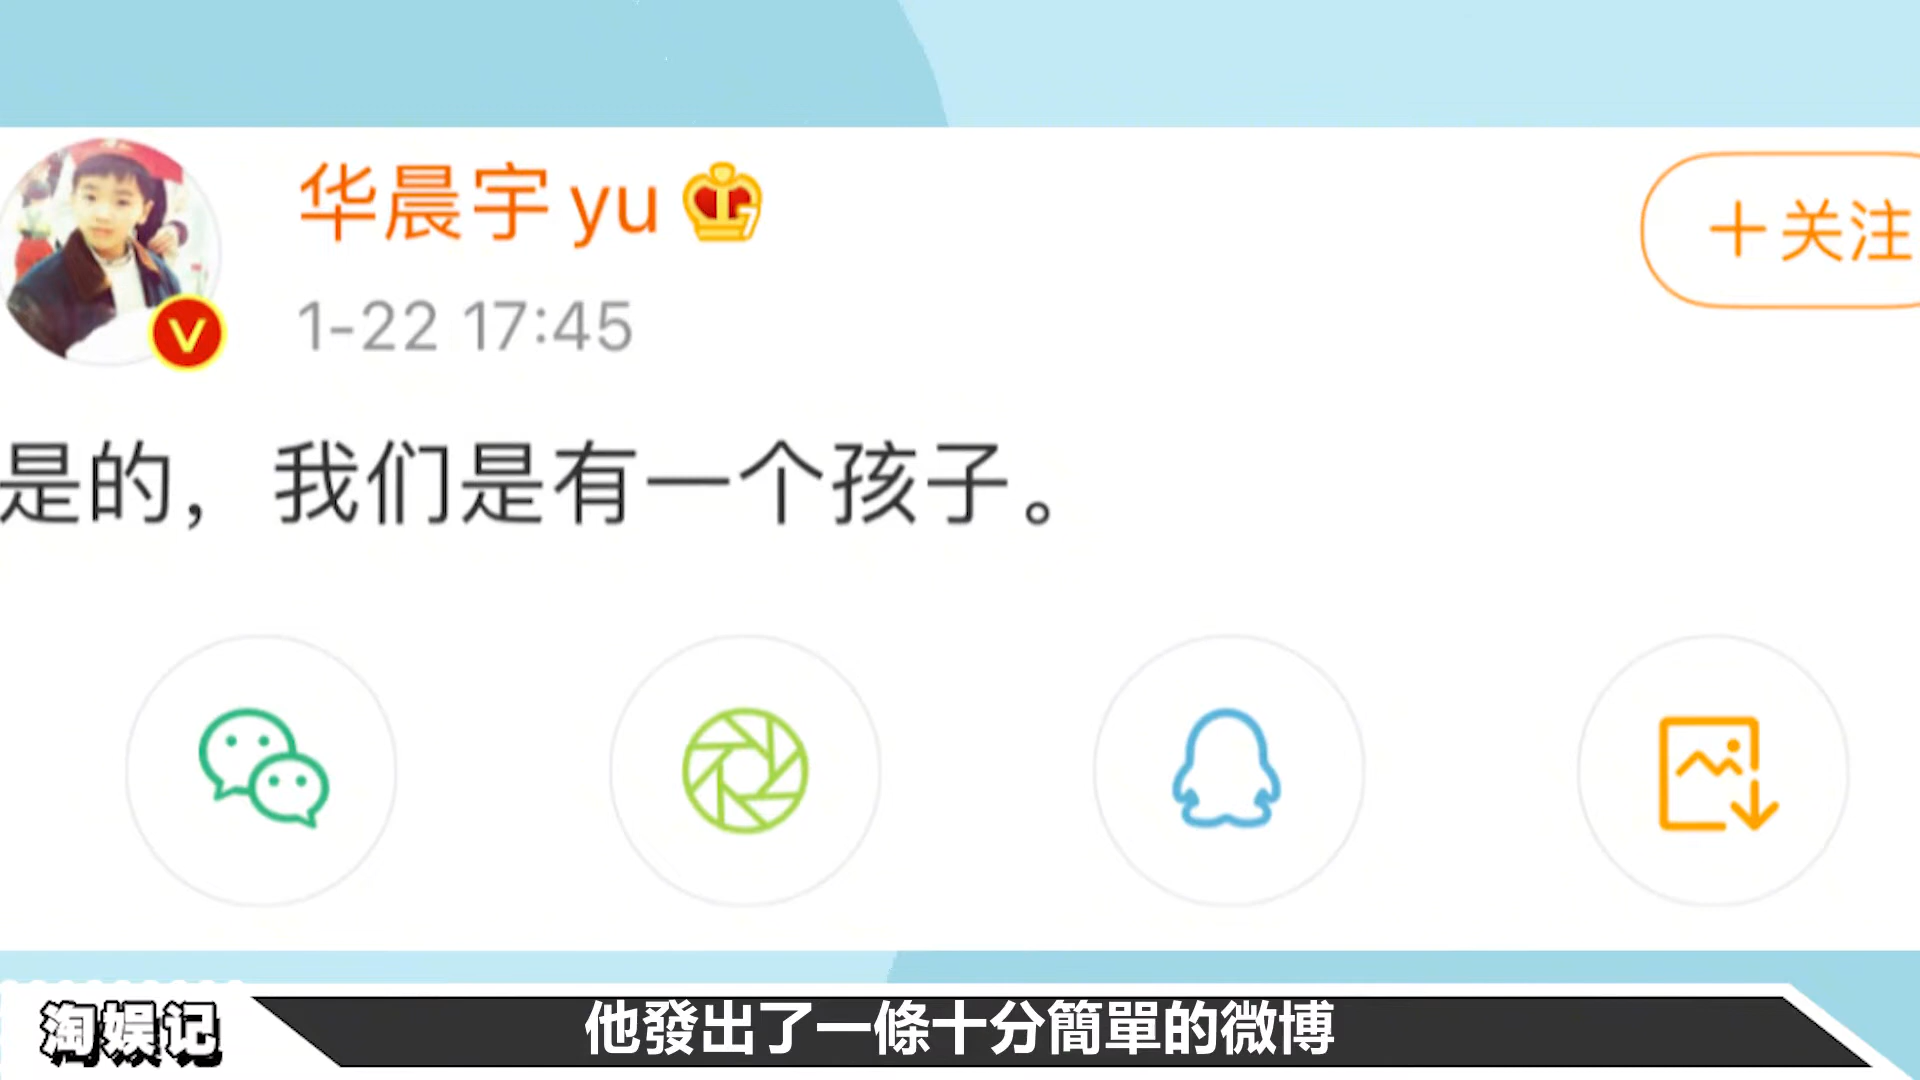 华晨宇yu
1-22 17:45
+关注
是的，我们是有一个孩子。
淘娱记
他發出了一條十分簡單的微博